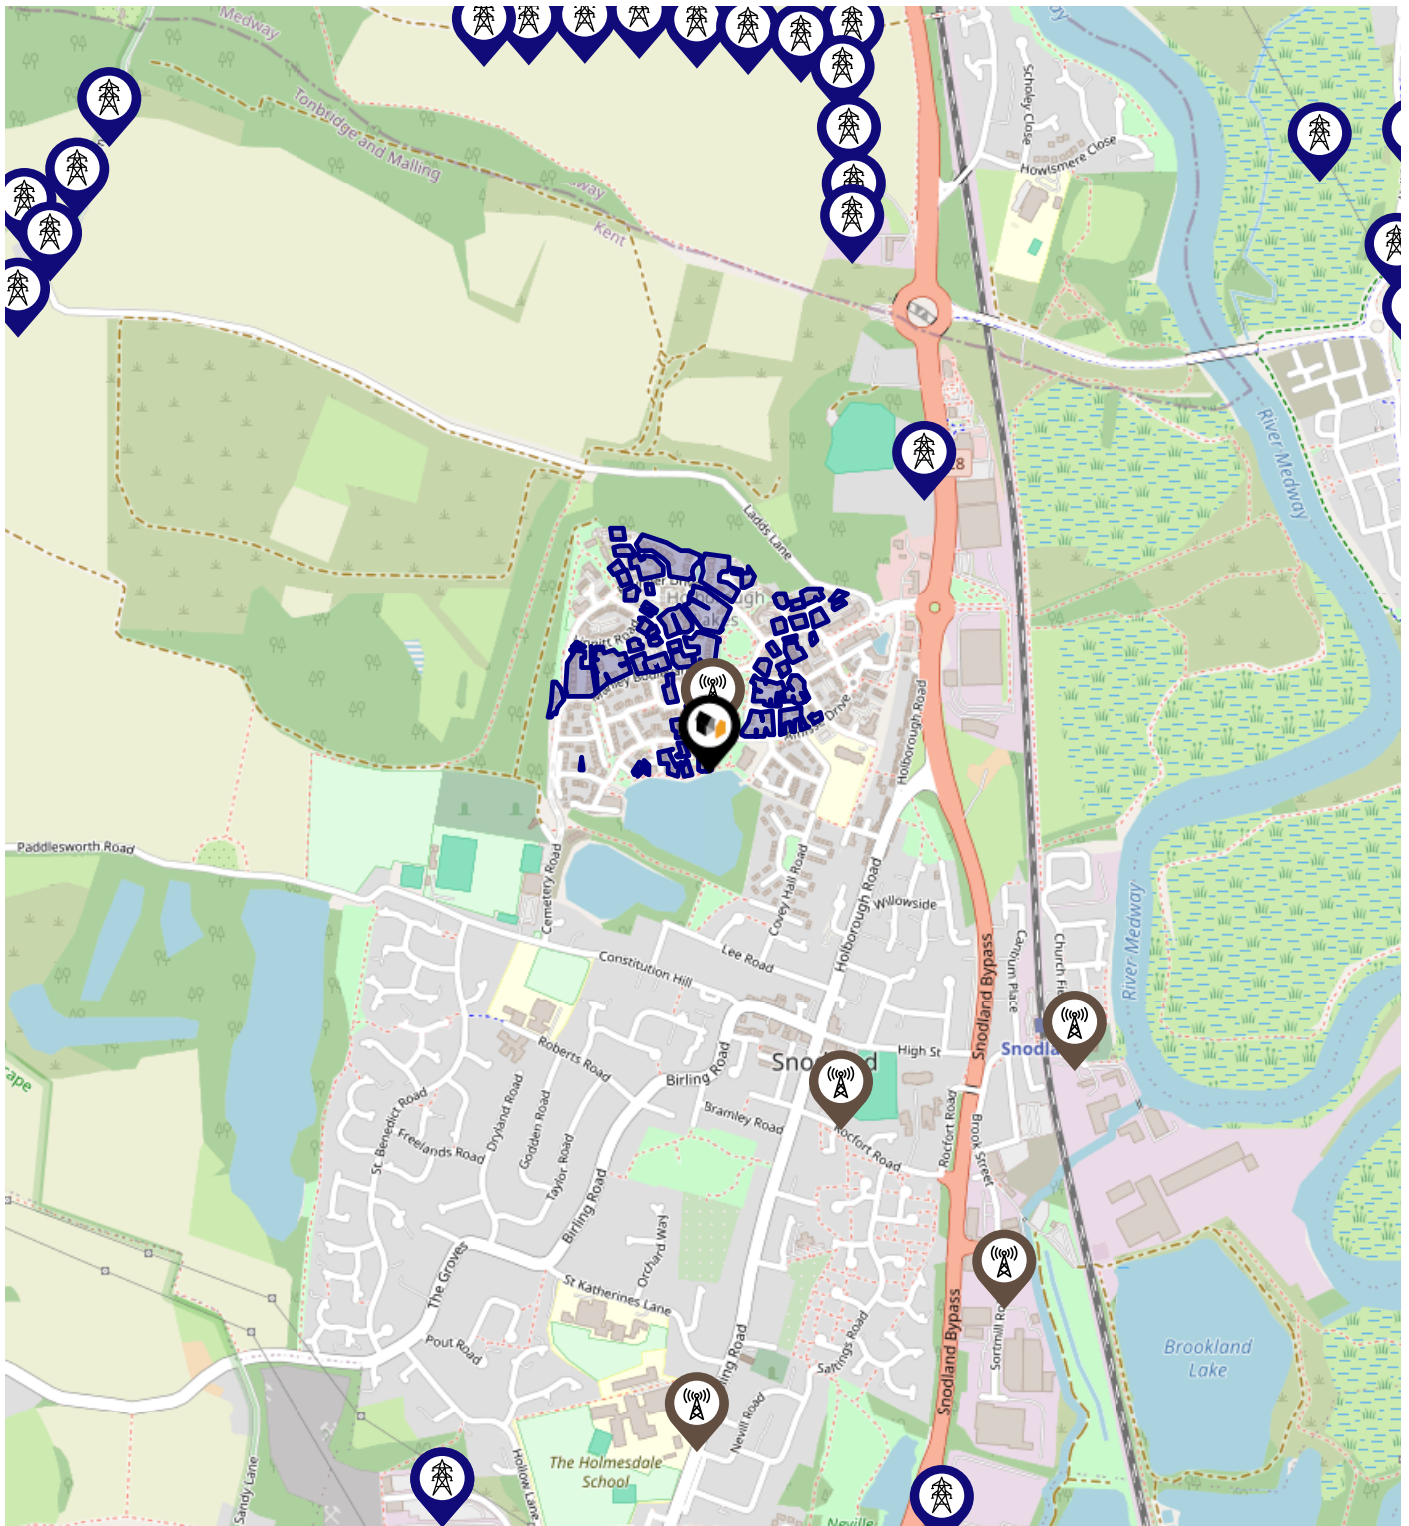 Medway
Tonbridge and Malling
Kent
Scholey Close
Howlsmere Close
River Medway
Ladds Lane
Holborough Road
Paddlesworth Road
Cemetery Road
Covey Hall Road
Holborough Road
Willowside
Lee Road
Constitution Hill
Snodland Bypass
Cantium Place
River Medway
High St
Roberts Road
Birling Road
Bramley Road
Rocfort Road
Rocfort Road
Brook Street
St. Benedict Road
Freelands Road
Dryland Road
Godden Road
Taylor Road
Birling Road
Orchard Way
The Groves
St Katherines Lane
Pout Road
Saltings Road
Snodland Bypass
Nevill Road
Brookland
Lake
The Holmesdale
School
Sandy Lane
Hollow Lane